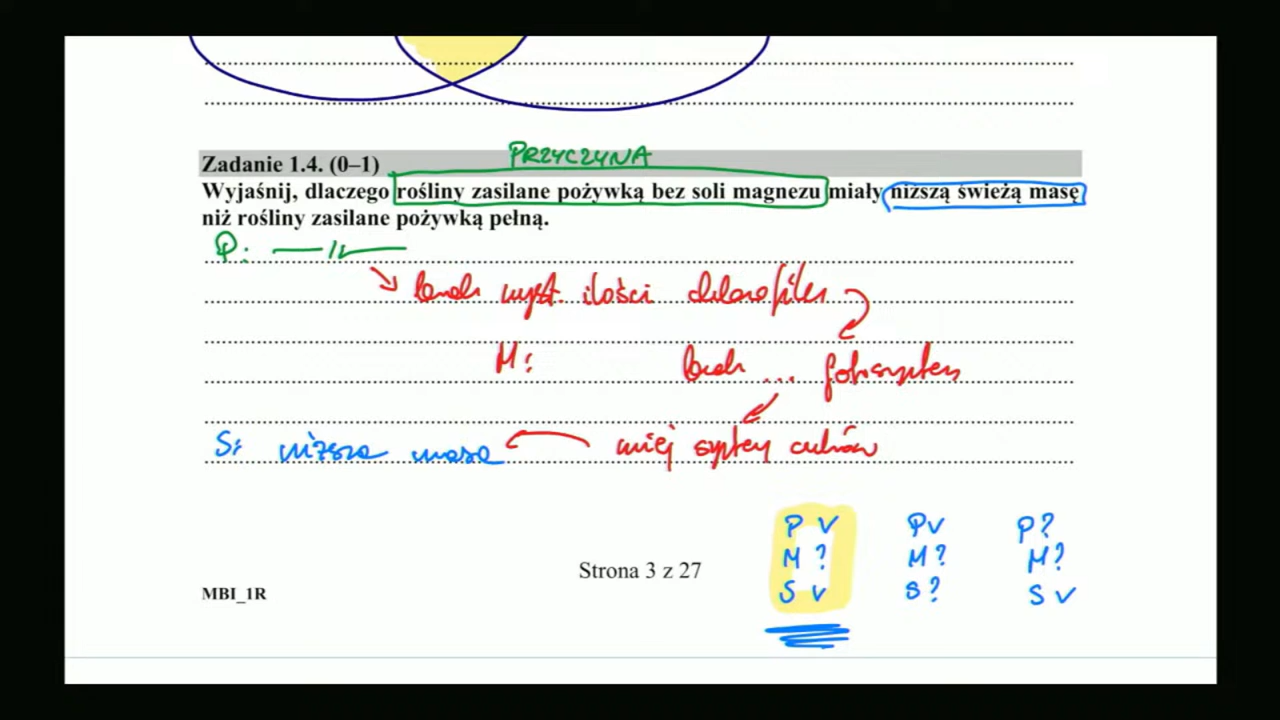 PRZYCZYNA
Zadanie 1.4. (0–1)
Wyjaśnij, dlaczego rośliny zasilane pożywką bez soli magnezu miały niższą świeżą masę
niż rośliny zasilane pożywką pełną.
P:
brak wyst. ilości chlorofilu
M: brak ... fotosyntezy
S: niższa masa mniej syntezy cukrów
P v P v P ?
M ? M ? M ?
S v S ? S v
Strona 3 z 27
MBI_1R